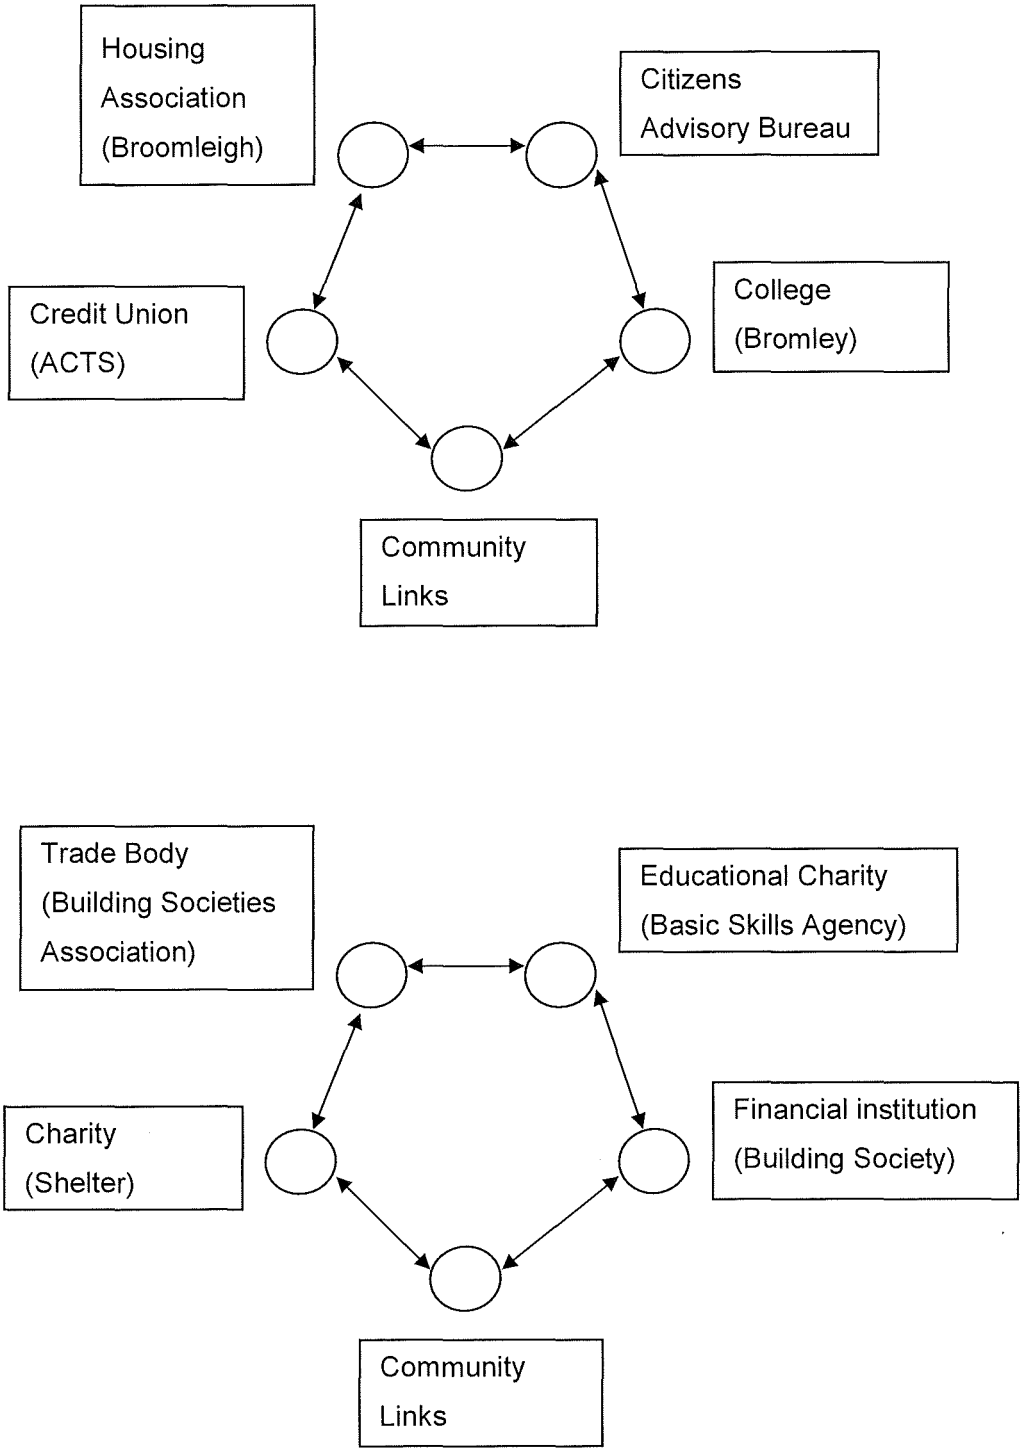 Housing
Association
(Broomleigh)
Citizens
Advisory Bureau
Credit Union
(ACTS)
College
(Bromley)
Community
Links
Trade Body
(Building Societies
Association)
Educational Charity
(Basic Skills Agency)
Charity
(Shelter)
Financial institution
(Building Society)
Community
Links